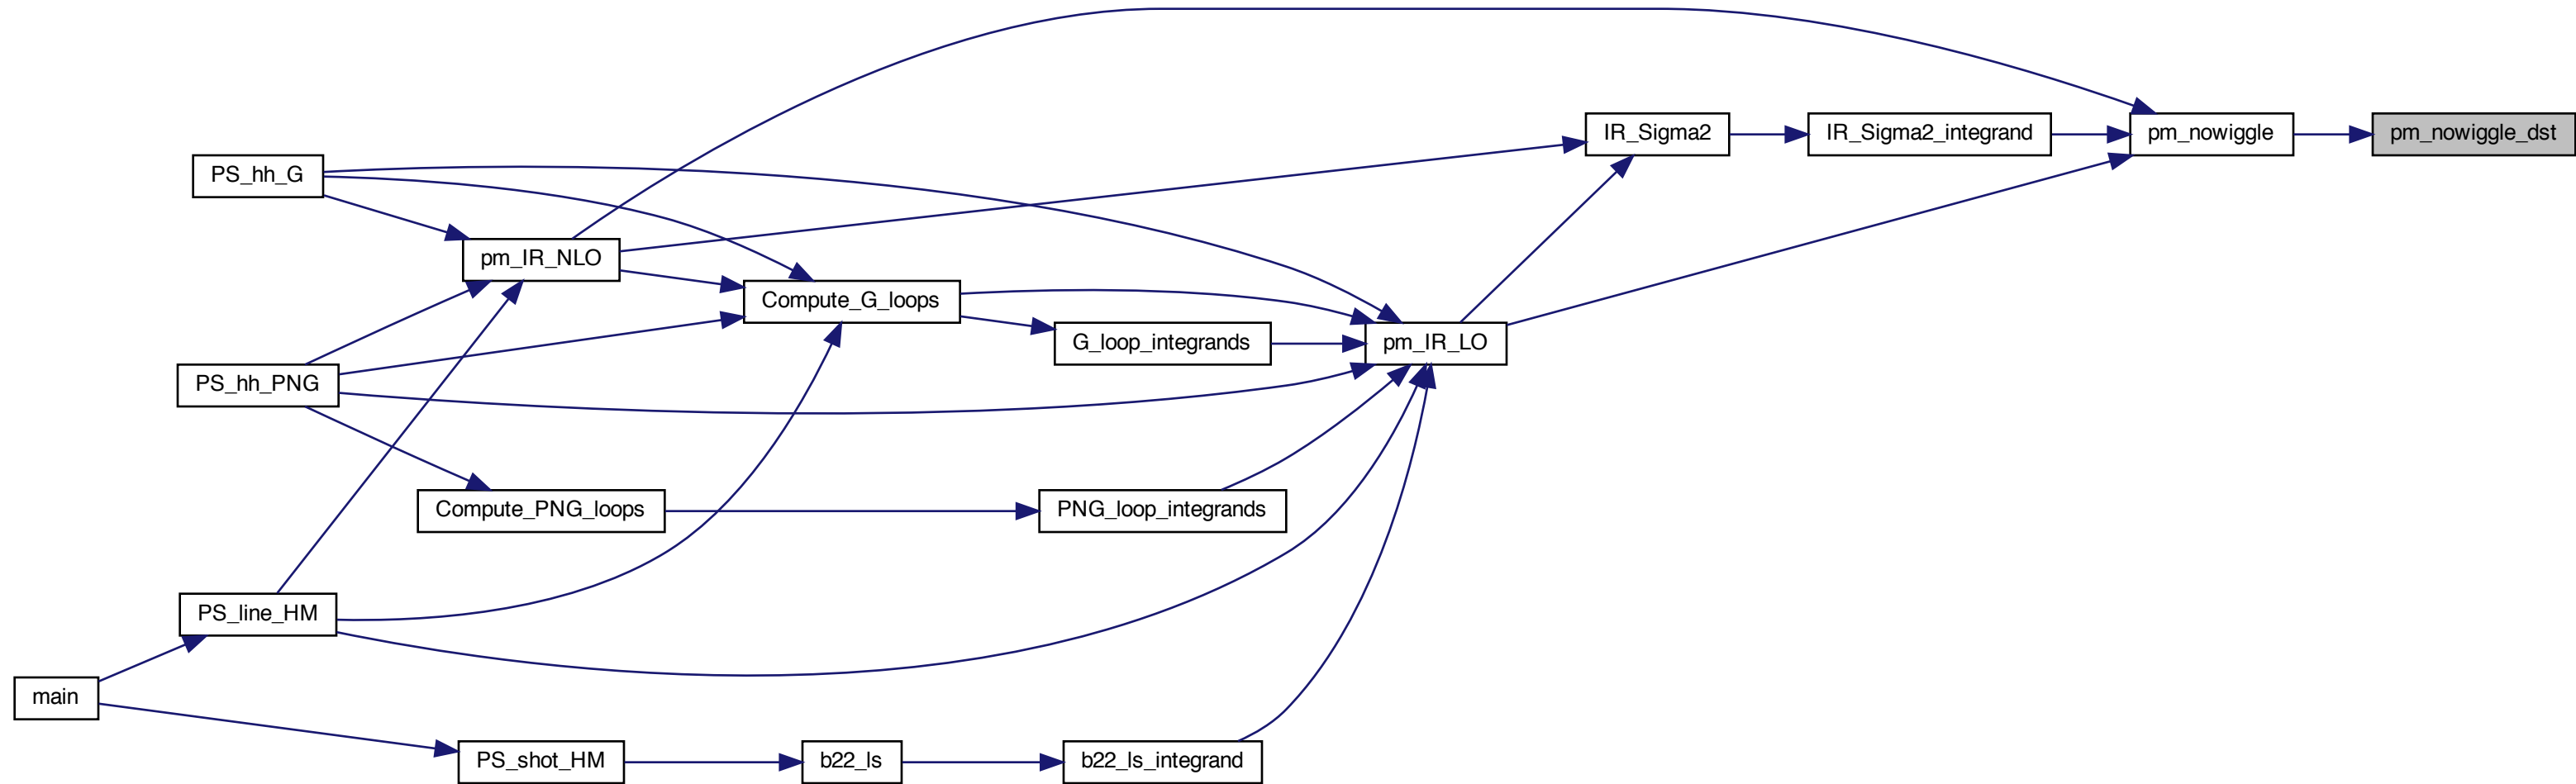 IR_Sigma2
IR_Sigma2_integrand
pm_nowiggle
pm_nowiggle_dst
PS_hh_G
pm_IR_NLO
Compute_G_loops
G_loop_integrands
pm_IR_LO
PS_hh_PNG
Compute_PNG_loops
PNG_loop_integrands
PS_line_HM
main
PS_shot_HM
b22_ls
b22_ls_integrand